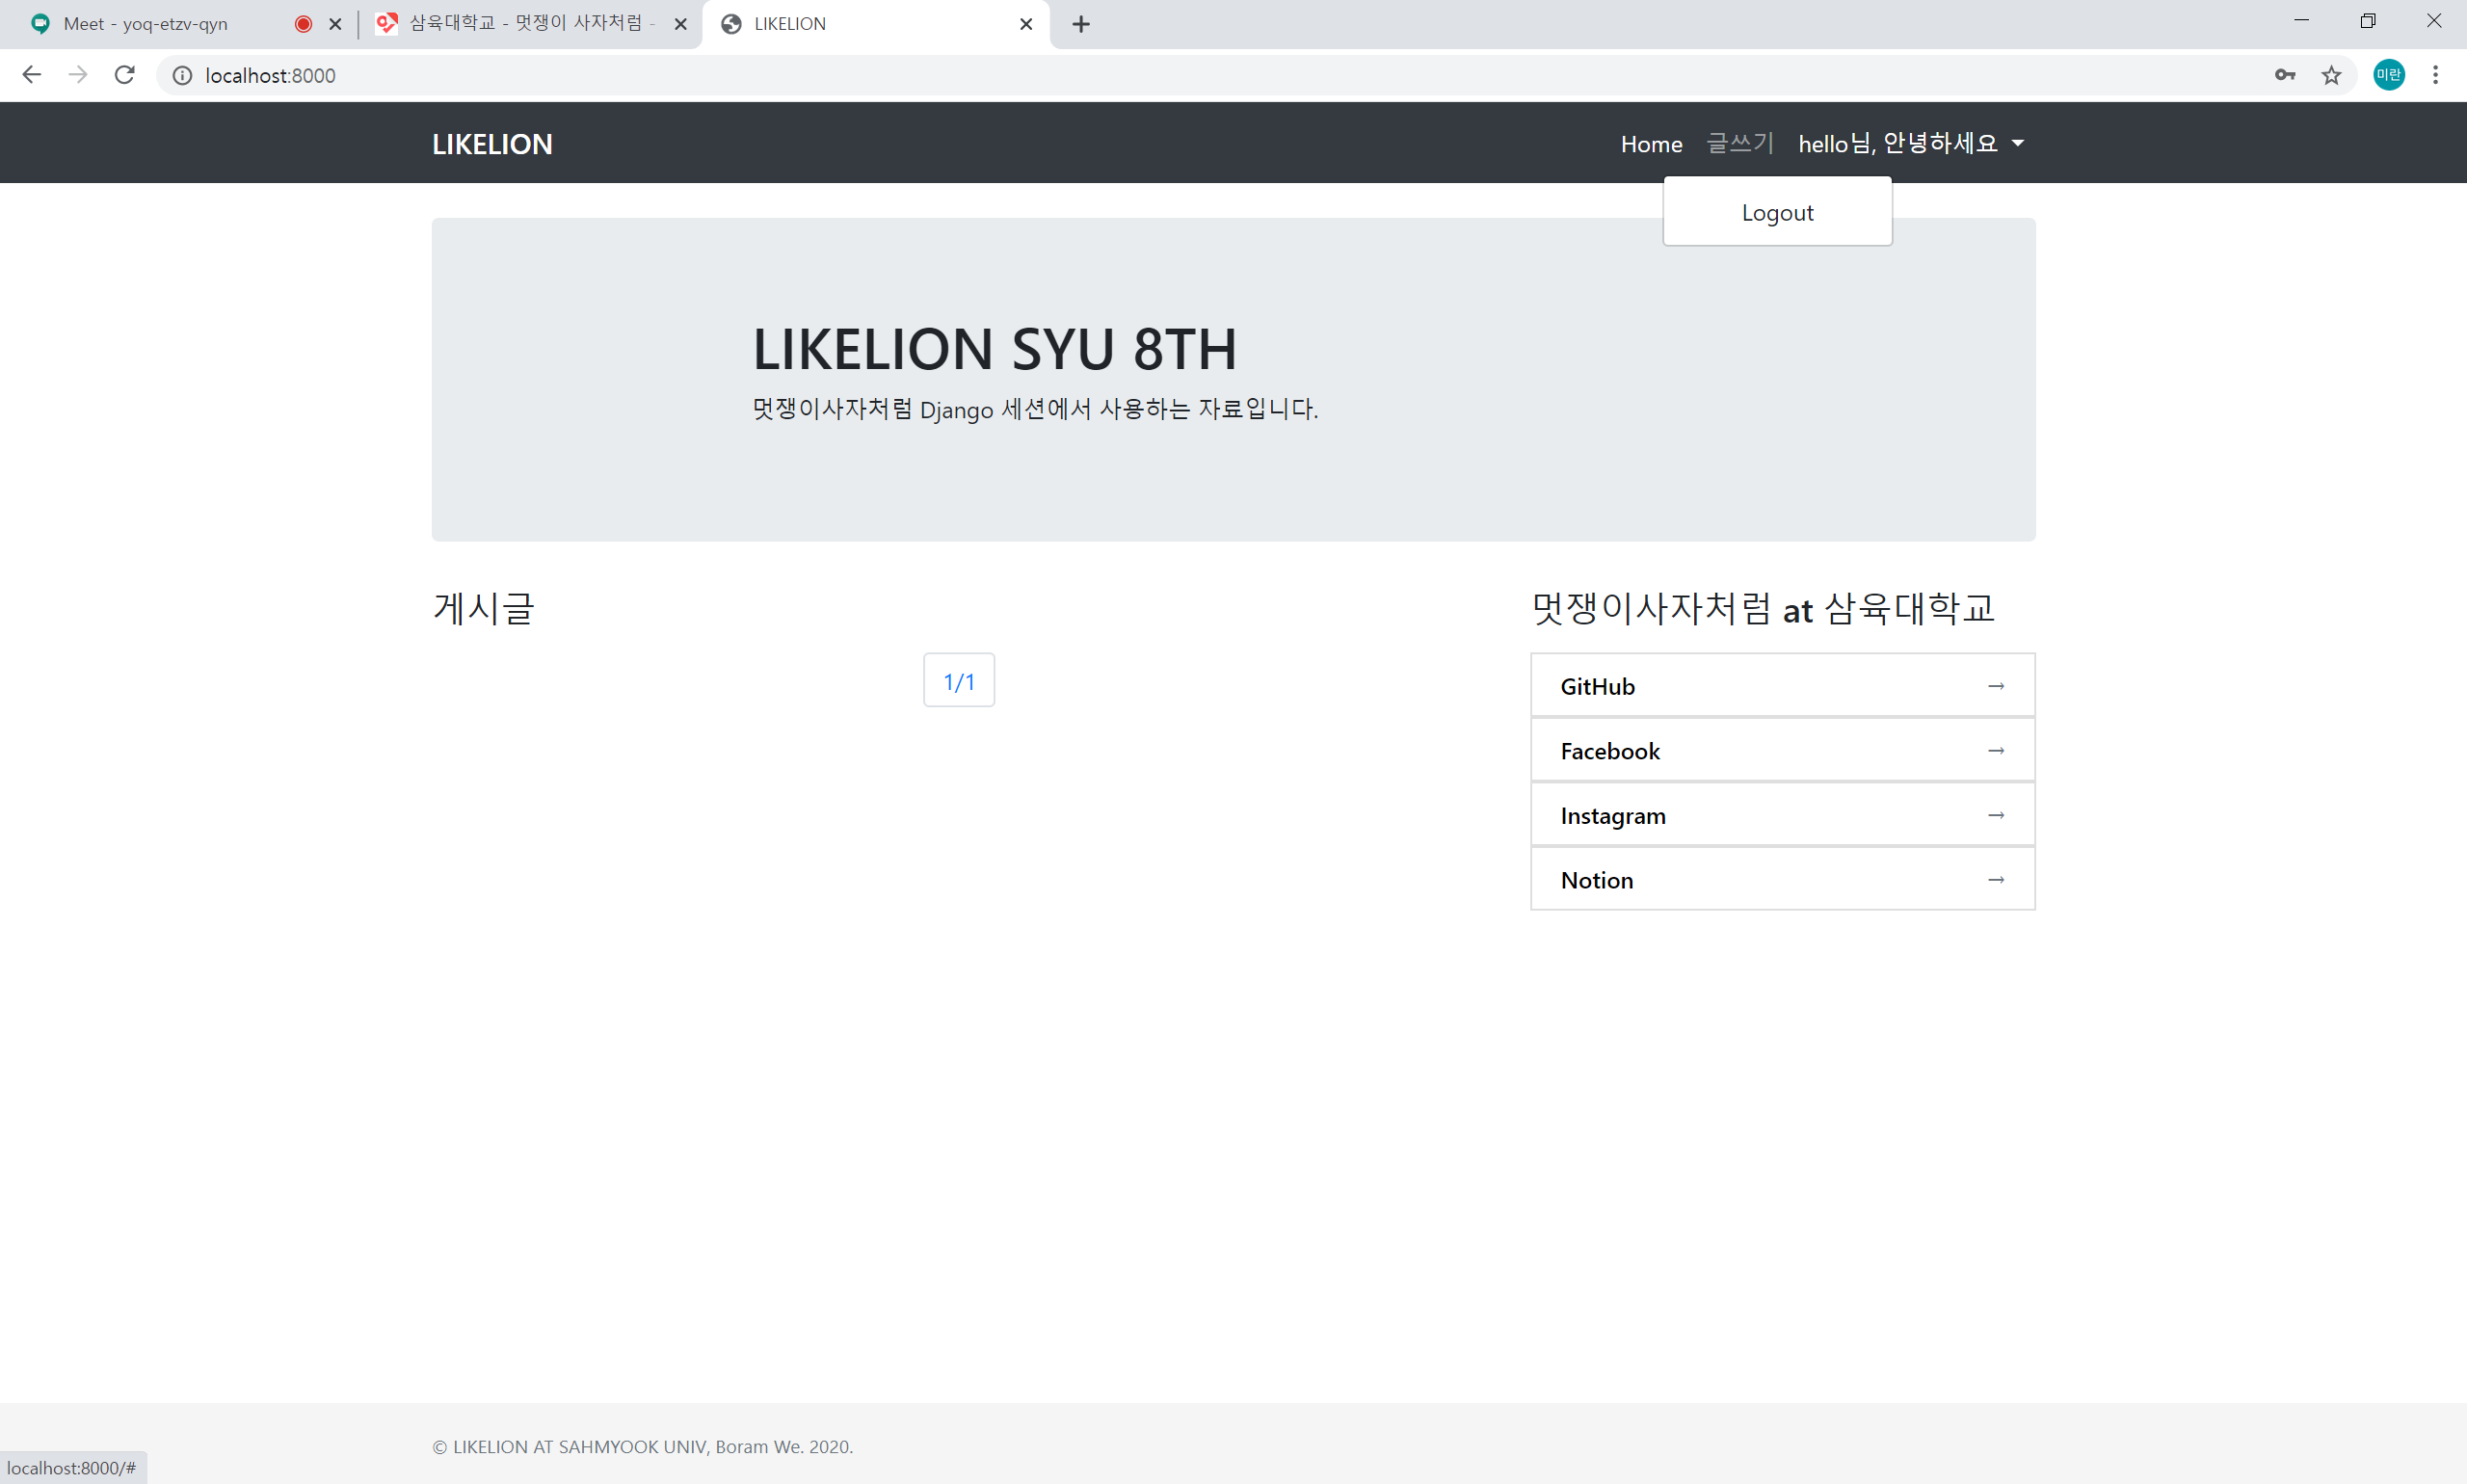 Meet - yoq-etzv-qyn
삼육대학교 - 멋쟁이 사자처럼 -
LIKELION
localhost:8000
미란
LIKELION
Home 글쓰기 hello님, 안녕하세요
Logout
LIKELION SYU 8TH
멋쟁이사자처럼 Django 세션에서 사용하는 자료입니다.
게시글
1/1
멋쟁이사자처럼 at 삼육대학교
GitHub →
Facebook →
Instagram →
Notion →
© LIKELION AT SAHMYOOK UNIV, Boram We. 2020.
localhost:8000/#